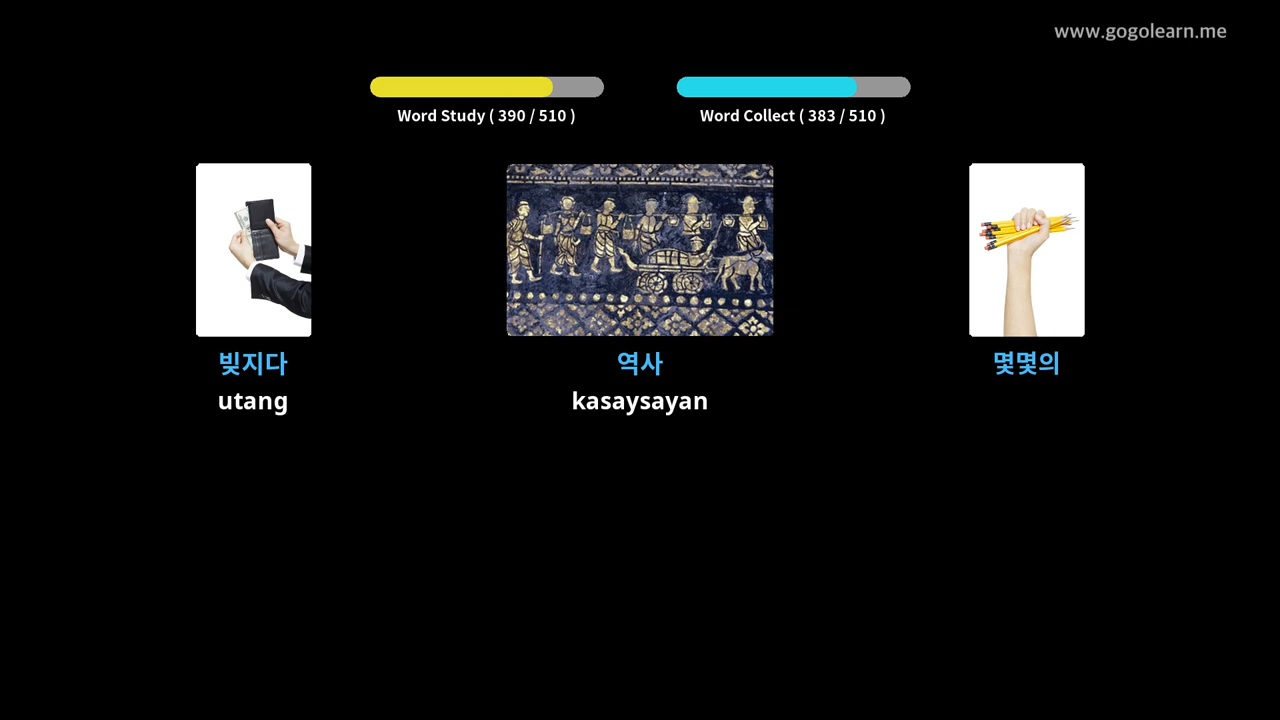 www.gogolearn.me
Word Study ( 390 / 510 )
Word Collect ( 383 / 510 )
빚지다
utang
역사
kasaysayan
몇몇의